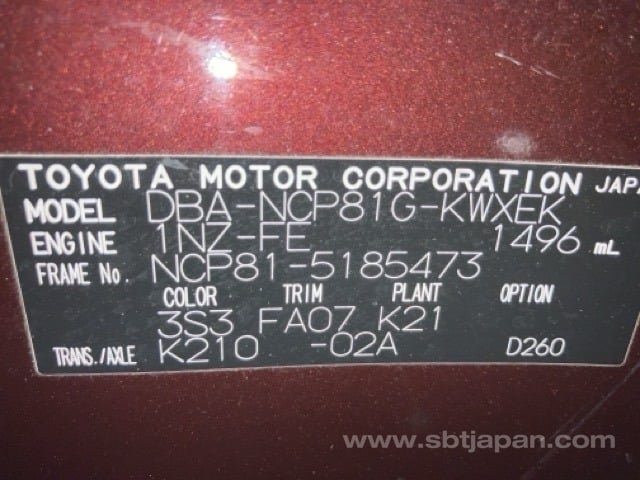 TOYOTA MOTOR CORPORATION JAP
MODEL DBA-NCP81G-KWXEK
ENGINE 1NZ-FE 1496 mL
FRAME No. NCP81-5185473
COLOR TRIM PLANT OPTION
3S3 FA07 K21
TRANS./AXLE K210 -02A D260
www.sbtjapan.com